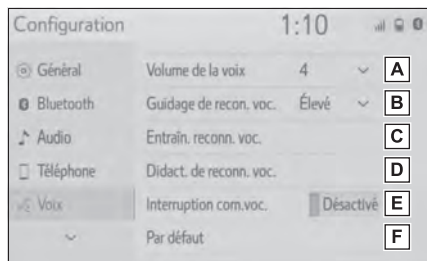 Configuration 1:10
Général Volume de la voix 4 A
Bluetooth Guidage de recon. voc. Élevé B
Audio Entraîn. reconn. voc. C
Téléphone Didact. de reconn. voc. D
Voix Interruption com.voc. Désactivé E
Par défaut F